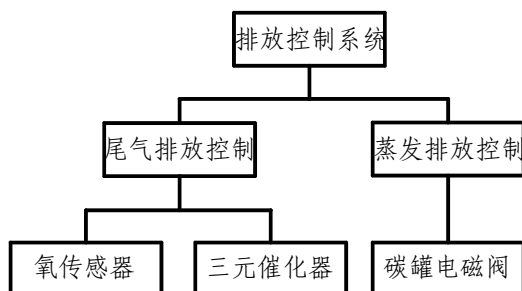 排放控制系统
尾气排放控制
蒸发排放控制
氧传感器
三元催化器
碳罐电磁阀